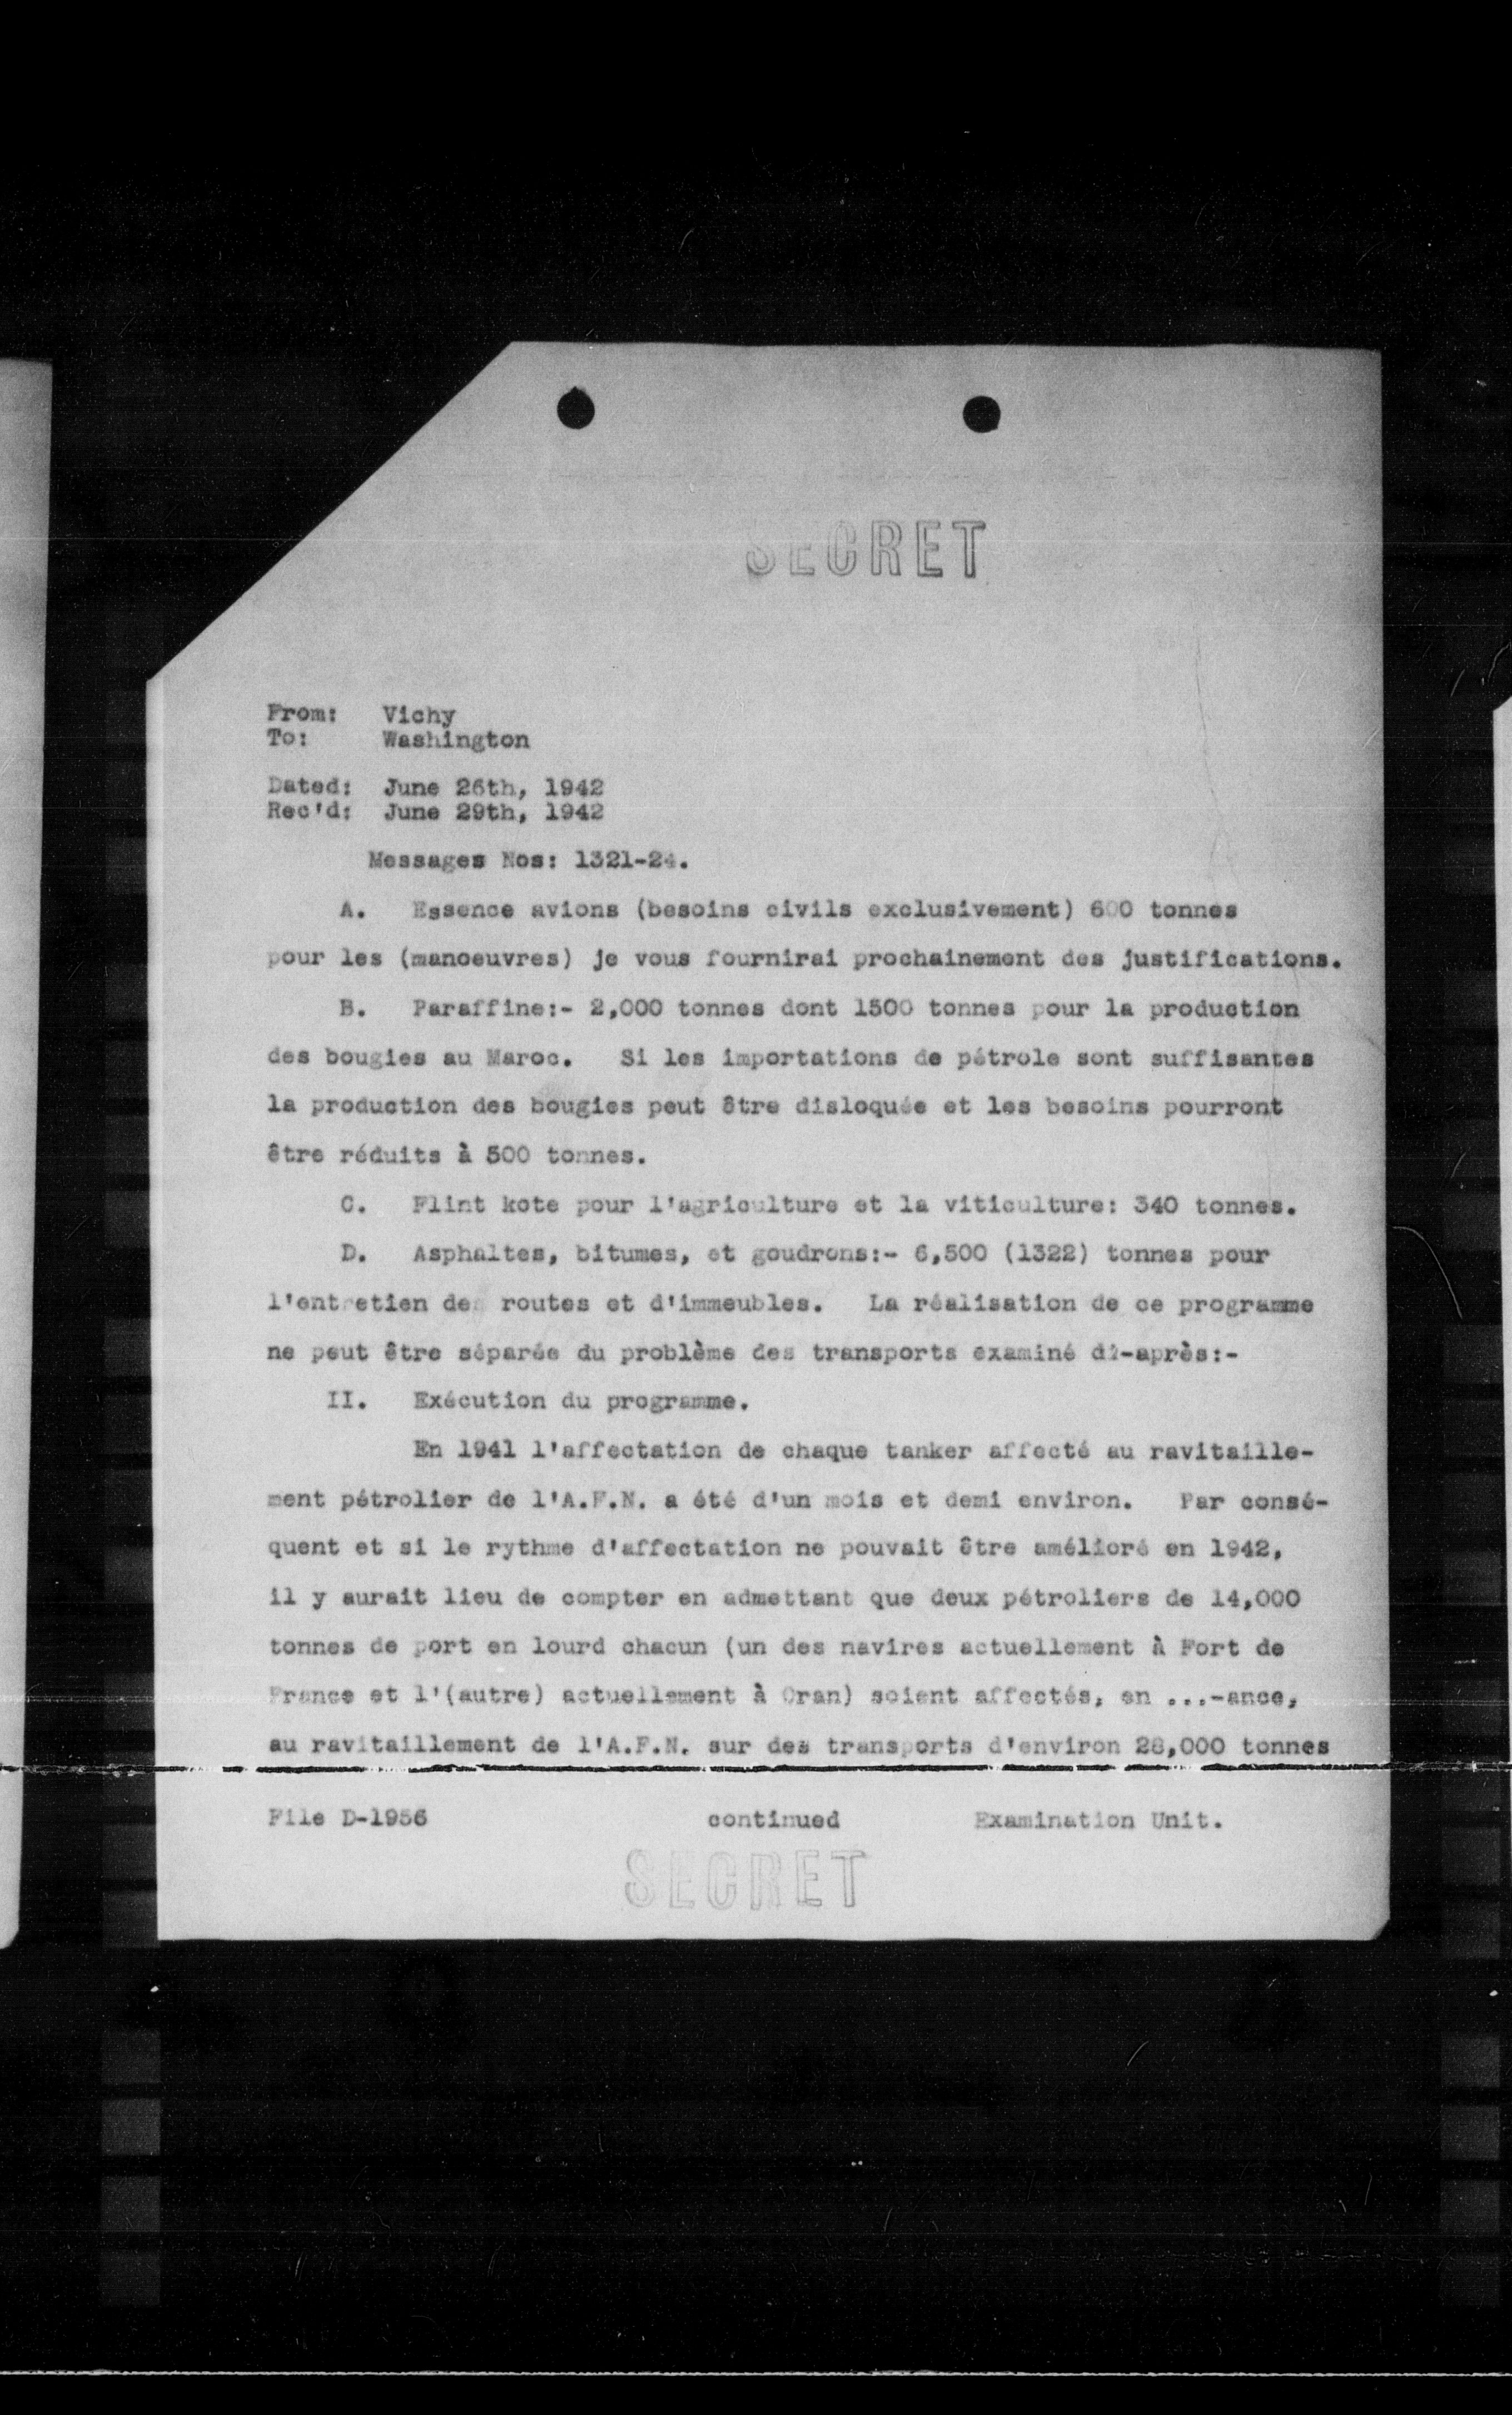 SECRET
From: Vichy
To: Washington
Dated: June 26th, 1942
Rec'd: June 29th, 1942
Messages Nos: 1321-24.
A. Essence avions (besoins civils exclusivement) 600 tonnes
pour les (manoeuvres) je vous fournirai prochainement des justifications.
B. Paraffine:- 2,000 tonnes dont 1500 tonnes pour la production
des bougies au Maroc. Si les importations de pétrole sont suffisantes
la production des bougies peut être disloquée et les besoins pourront
être réduits à 500 tonnes.
C. Flint kote pour l'agriculture et la viticulture: 340 tonnes.
D. Asphaltes, bitumes, et goudrons:- 6,500 (1322) tonnes pour
l'entretien des routes et d'immeubles. La réalisation de ce programme
ne peut être séparée du problème des transports examiné di-après:-
II. Exécution du programme.
En 1941 l'affectation de chaque tanker affecté au ravitaille-
ment pétrolier de l'A.F.N. a été d'un mois et demi environ. Par consé-
quent et si le rythme d'affectation ne pouvait être amélioré en 1942,
il y aurait lieu de compter en admettant que deux pétroliers de 14,000
tonnes de port en lourd chacun (un des navires actuellement à Fort de
France et l'(autre) actuellement à Oran) soient affectés, en ...-ance,
au ravitaillement de l'A.F.N. sur des transports d'environ 28,000 tonnes
File D-1956 continued Examination Unit.
SECRET